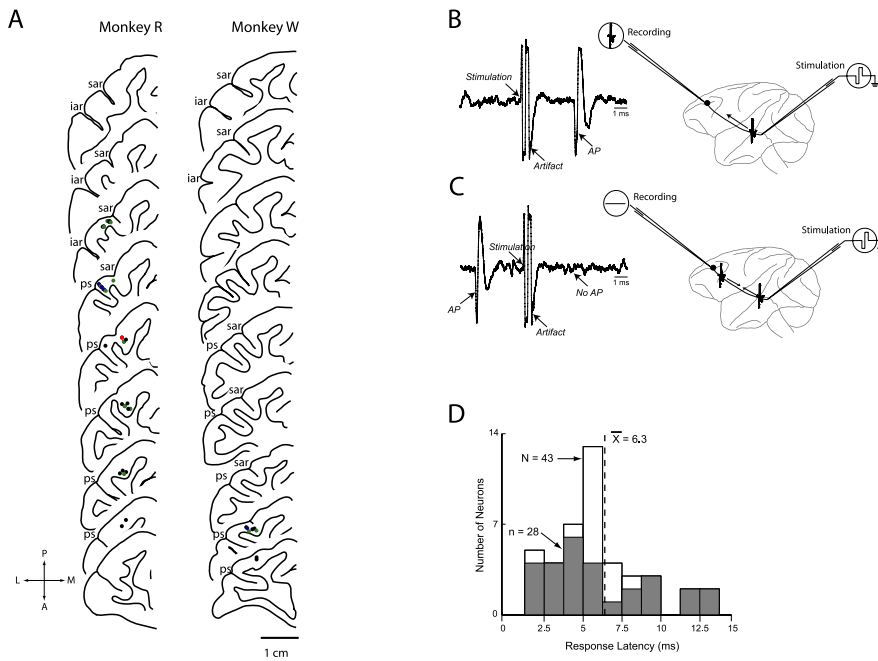 A
Monkey R
Monkey W
sar
iar
sar
iar
sar
iar
sar
ps
ps
ps
ps
ps
sar
iar
iar
sar
ps
sar
ps
sar
ps
ps
P
L
M
A
1 cm
B
Recording
Stimulation
Stimulation
1 ms
AP
Artifact
C
Recording
Stimulation
Stimulation
1 ms
No AP
AP
Artifact
D
14
X = 6.3
N = 43
Number of Neurons
7
n = 28
0
0
2.5
5
7.5
10
12.5
15
Response Latency (ms)